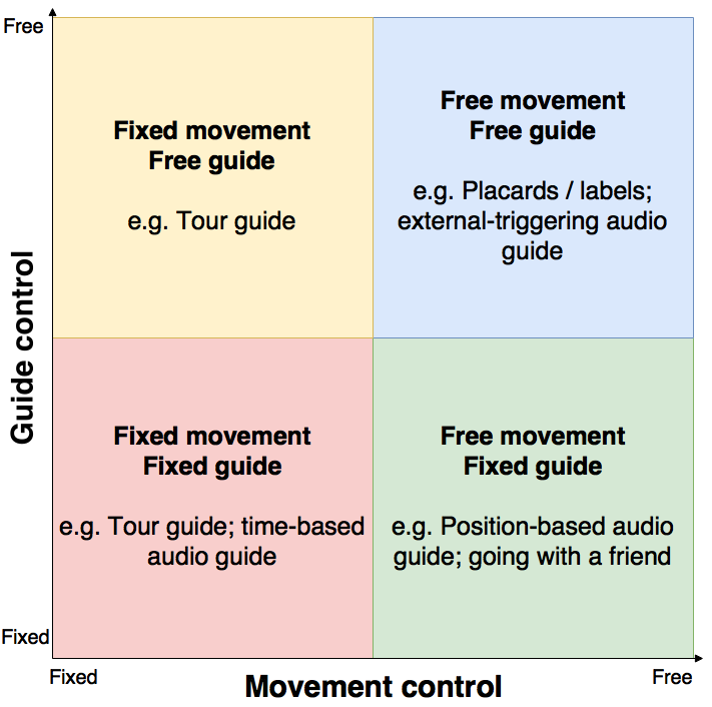 Free
Fixed movement
Free guide
e.g. Tour guide
Free movement
Free guide
e.g. Placards / labels;
external-triggering audio
guide
Guide control
Fixed movement
Fixed guide
e.g. Tour guide; time-based
audio guide
Free movement
Fixed guide
e.g. Position-based audio
guide; going with a friend
Fixed
Fixed
Movement control
Free